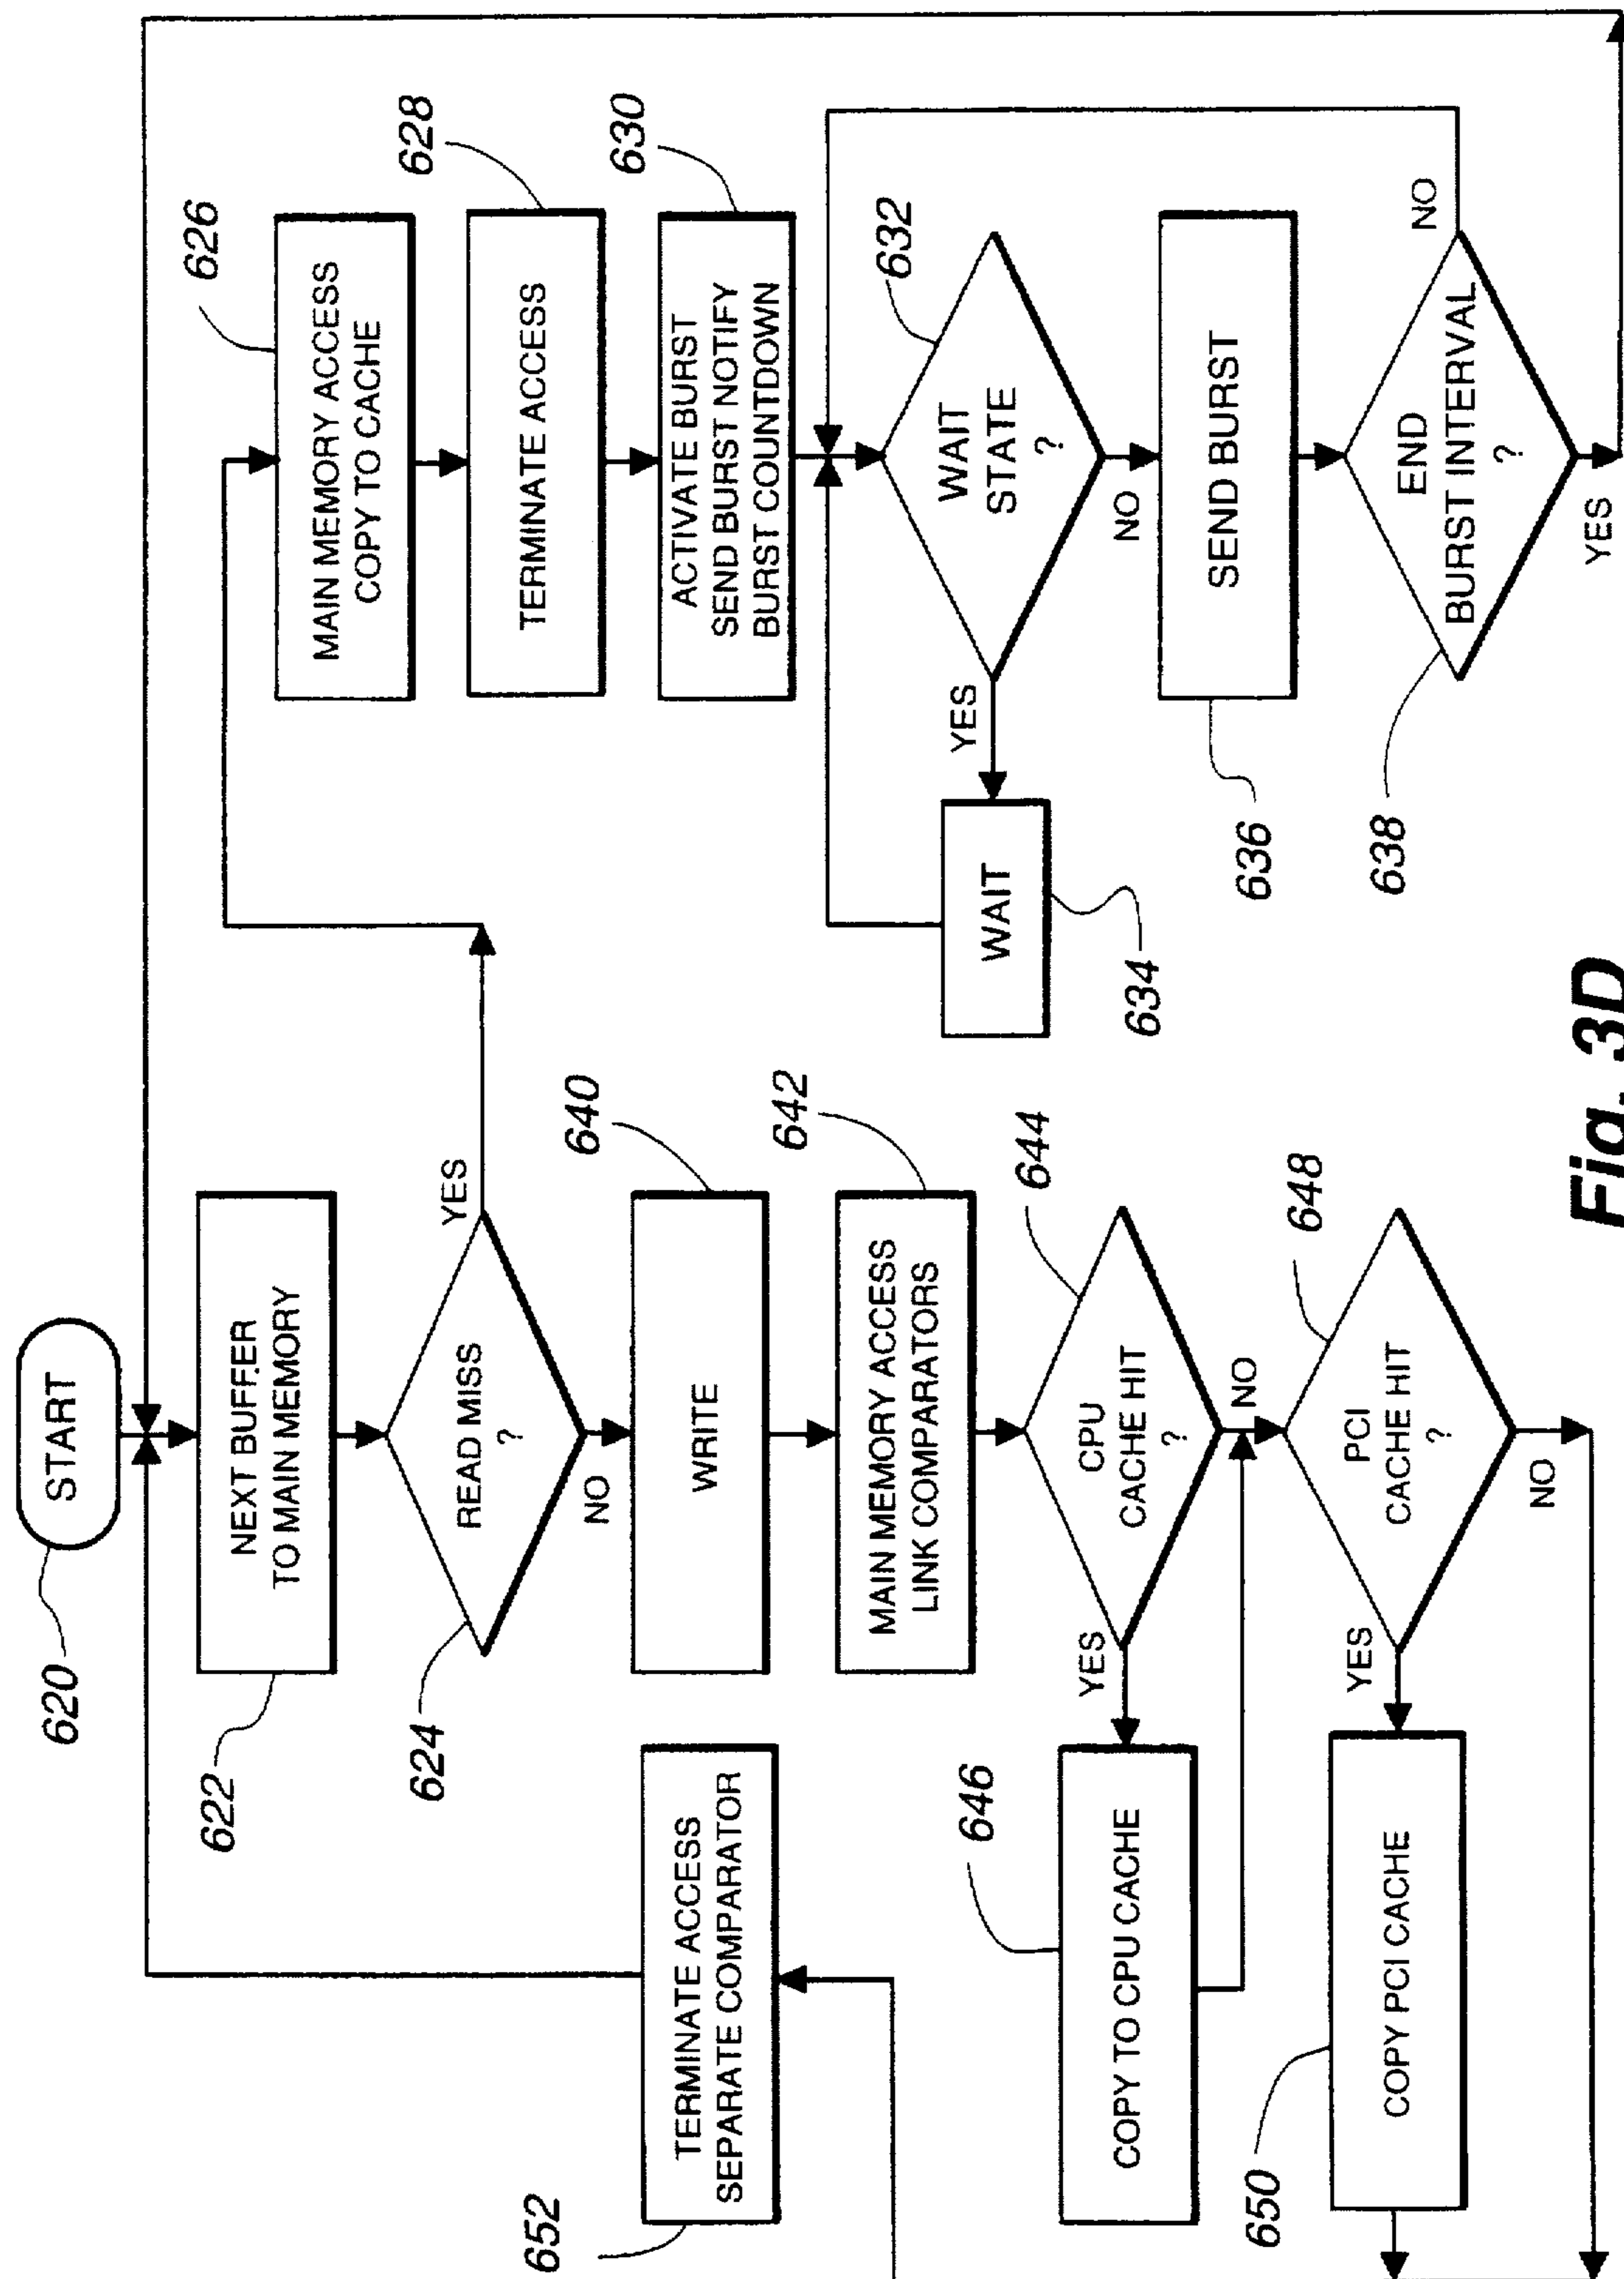 START
620
NEXT BUFFER
TO MAIN MEMORY
622
READ MISS
?
624
YES
NO
MAIN MEMORY ACCESS
COPY TO CACHE
626
TERMINATE ACCESS
628
ACTIVATE BURST
SEND BURST NOTIFY
BURST COUNTDOWN
630
WAIT
STATE
?
632
YES
NO
WAIT
634
SEND BURST
636
END
BURST INTERVAL
?
638
NO
YES
WRITE
640
MAIN MEMORY ACCESS
LINK COMPARATORS
642
CPU
CACHE HIT
?
644
YES
NO
COPY TO CPU CACHE
646
PCI
CACHE HIT
?
648
YES
NO
COPY PCI CACHE
650
TERMINATE ACCESS
SEPARATE COMPARATOR
652
Fig. 3D